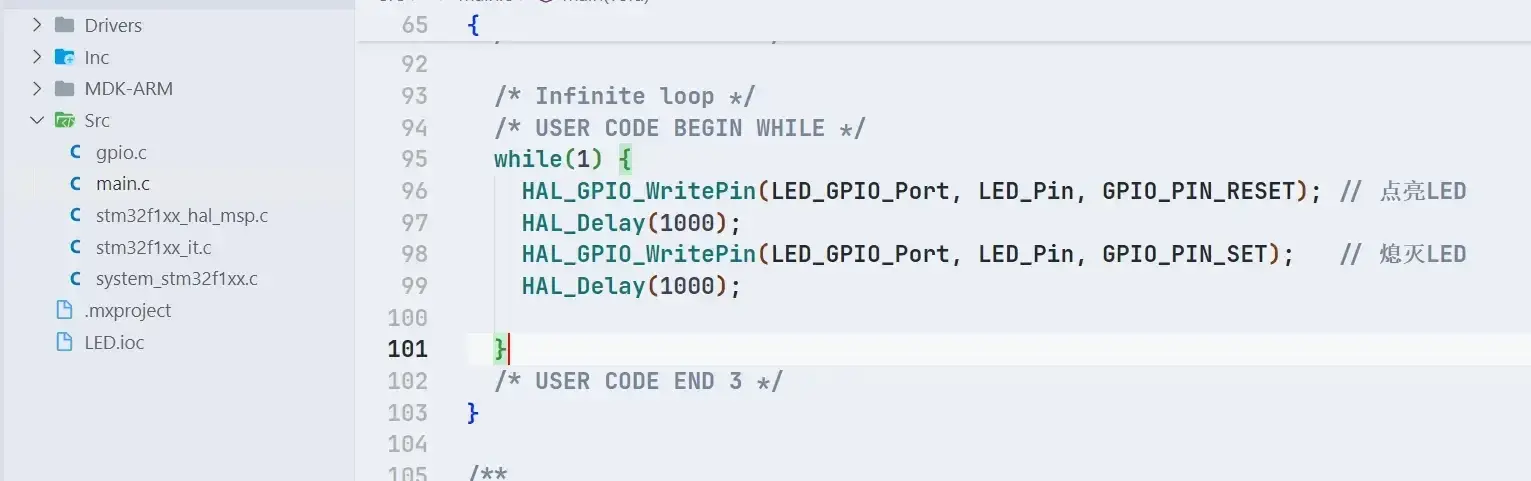 Drivers
Inc
MDK-ARM
Src
gpio.c
main.c
stm32f1xx_hal_msp.c
stm32f1xx_it.c
system_stm32f1xx.c
.mxproject
LED.ioc
65 {
92
93 /* Infinite loop */
94 /* USER CODE BEGIN WHILE */
95 while(1) {
96 HAL_GPIO_WritePin(LED_GPIO_Port, LED_Pin, GPIO_PIN_RESET); // 点亮LED
97 HAL_Delay(1000);
98 HAL_GPIO_WritePin(LED_GPIO_Port, LED_Pin, GPIO_PIN_SET); // 熄灭LED
99 HAL_Delay(1000);
100
101 }
102 /* USER CODE END 3 */
103 }
104
105 /**